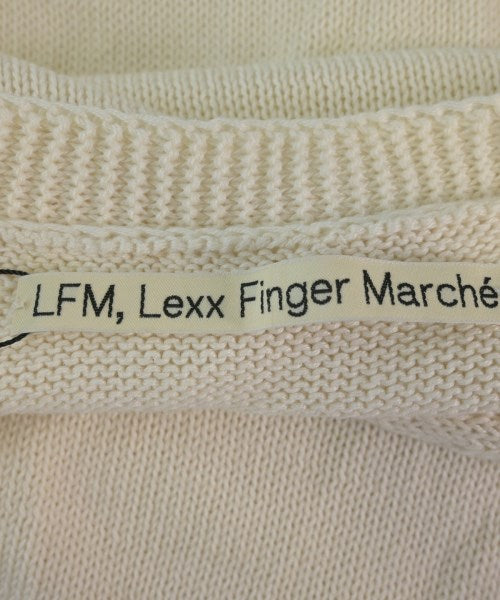 LFM, Lexx Finger Marché